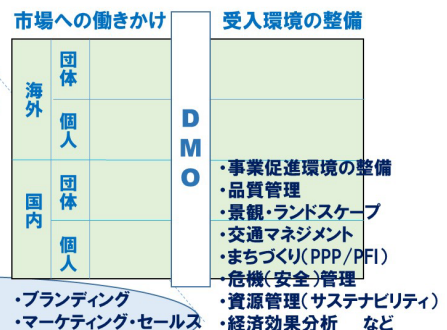 市場への働きかけ
受入環境の整備
海外
団体
個人
国内
団体
個人
DMO
・事業促進環境の整備
・品質管理
・景観・ランドスケープ
・交通マネジメント
・まちづくり(PPP/PFI)
・危機(安全)管理
・資源管理(サステナビリティ)
・経済効果分析 など
・ブランディング
・マーケティング・セールス